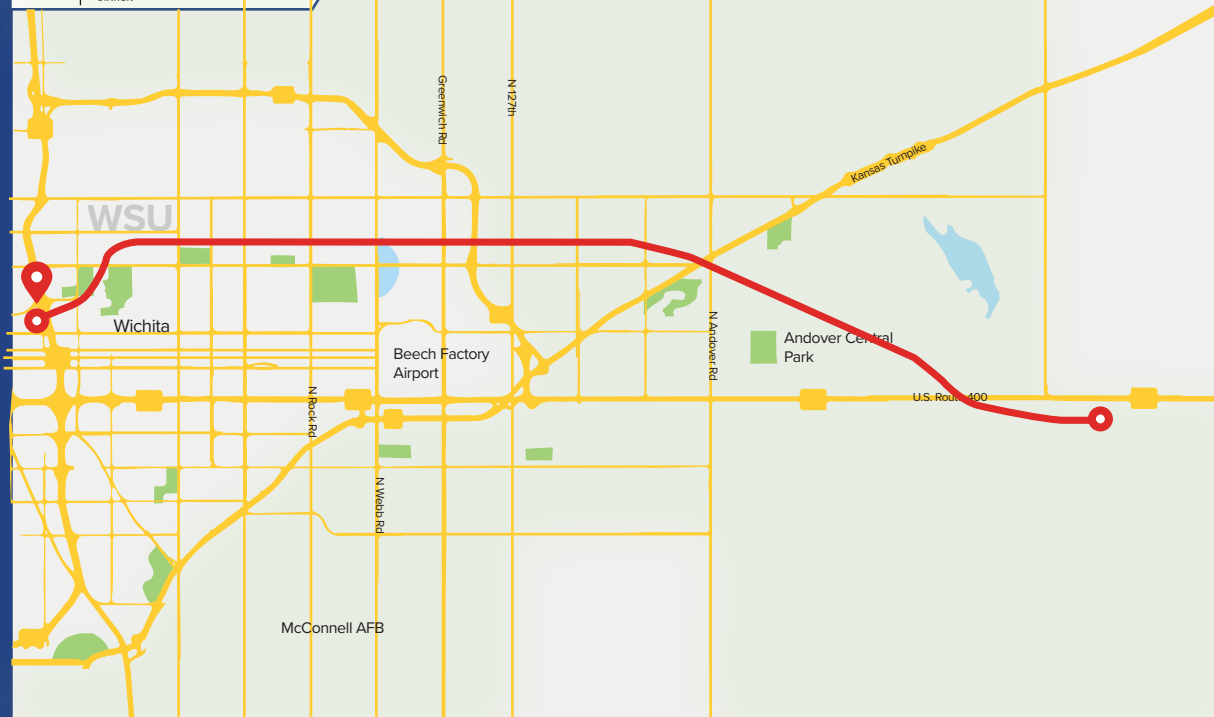 Greenwich Rd
N 127th
Kansas Turnpike
WSU
Wichita
N Andover Rd
Andover Central
Park
Beech Factory
Airport
N Rock Rd
U.S. Route 400
N Webb Rd
McConnell AFB